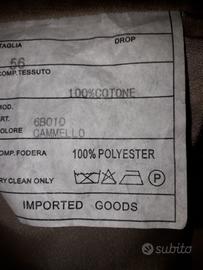 TAGLIA DROP
56
COMP.TESSUTO
100%COTONE
MOD.
ART. 6B010
COLORE CAMMELLO
COMP.FODERA 100% POLYESTER
DRY CLEAN ONLY P
IMPORTED GOODS
subito